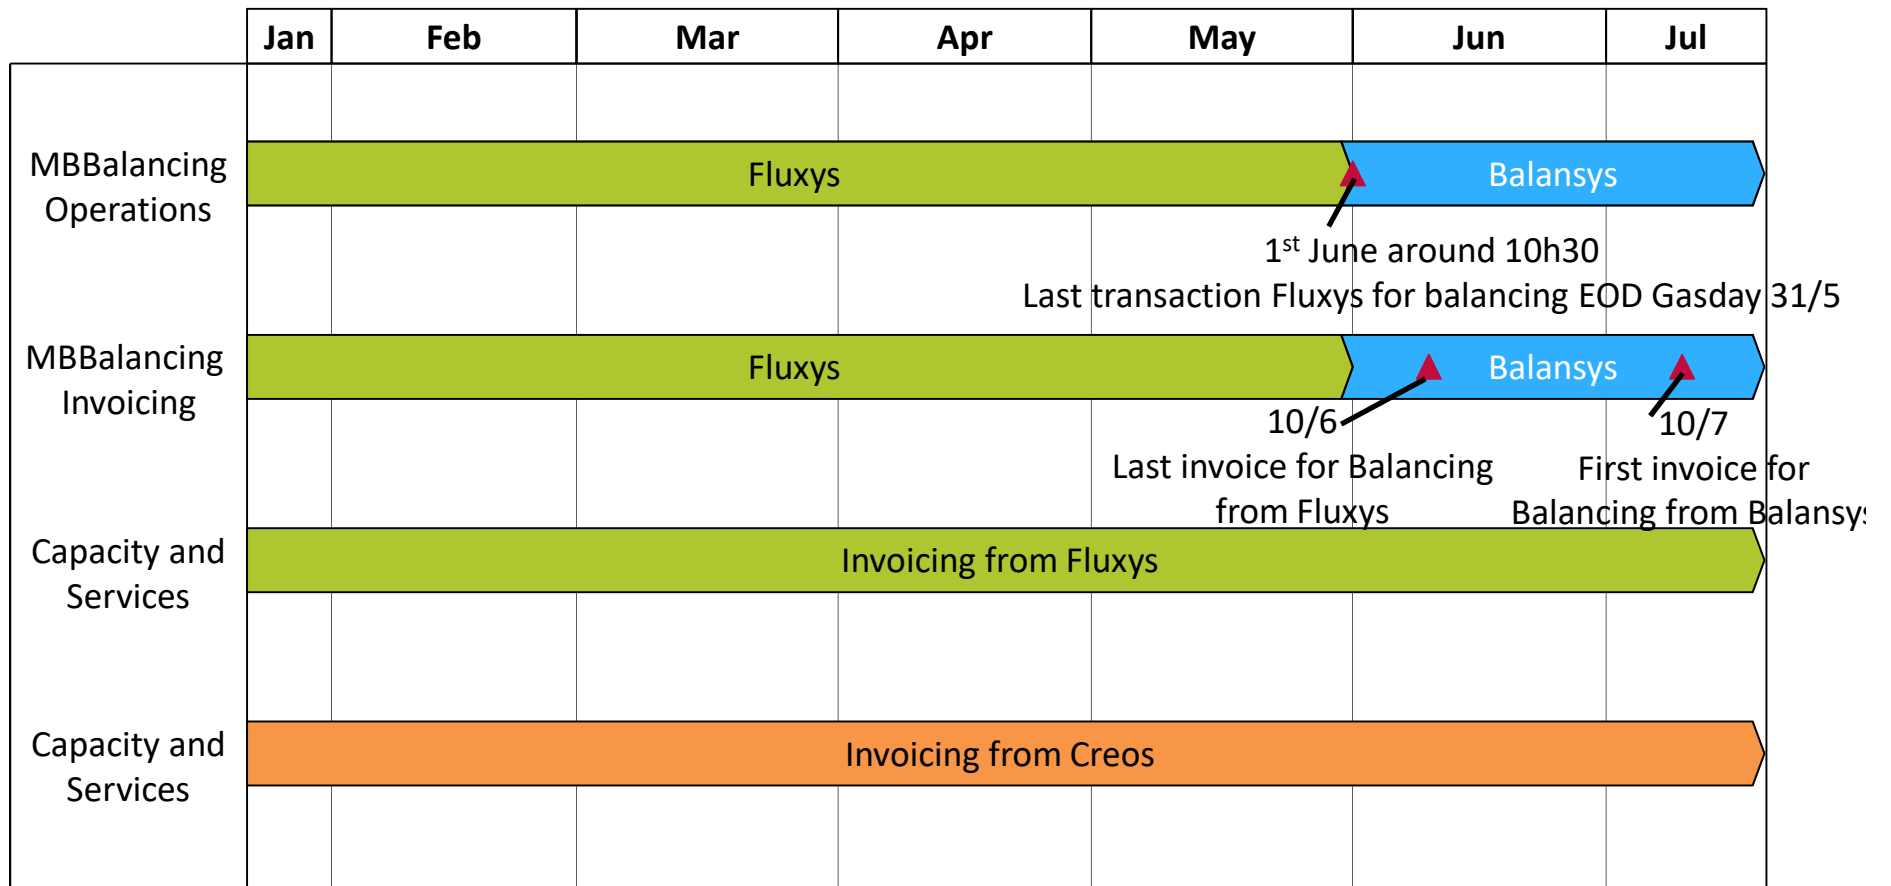 Jan Feb Mar Apr May Jun Jul
MBBalancing
Operations
Fluxys
Balansys
1st June around 10h30
Last transaction Fluxys for balancing EOD Gasday 31/5
MBBalancing
Invoicing
Fluxys
Balansys
10/6
Last invoice for Balancing
from Fluxys
10/7
First invoice for
Balancing from Balansys
Capacity and
Services
Invoicing from Fluxys
Capacity and
Services
Invoicing from Creos